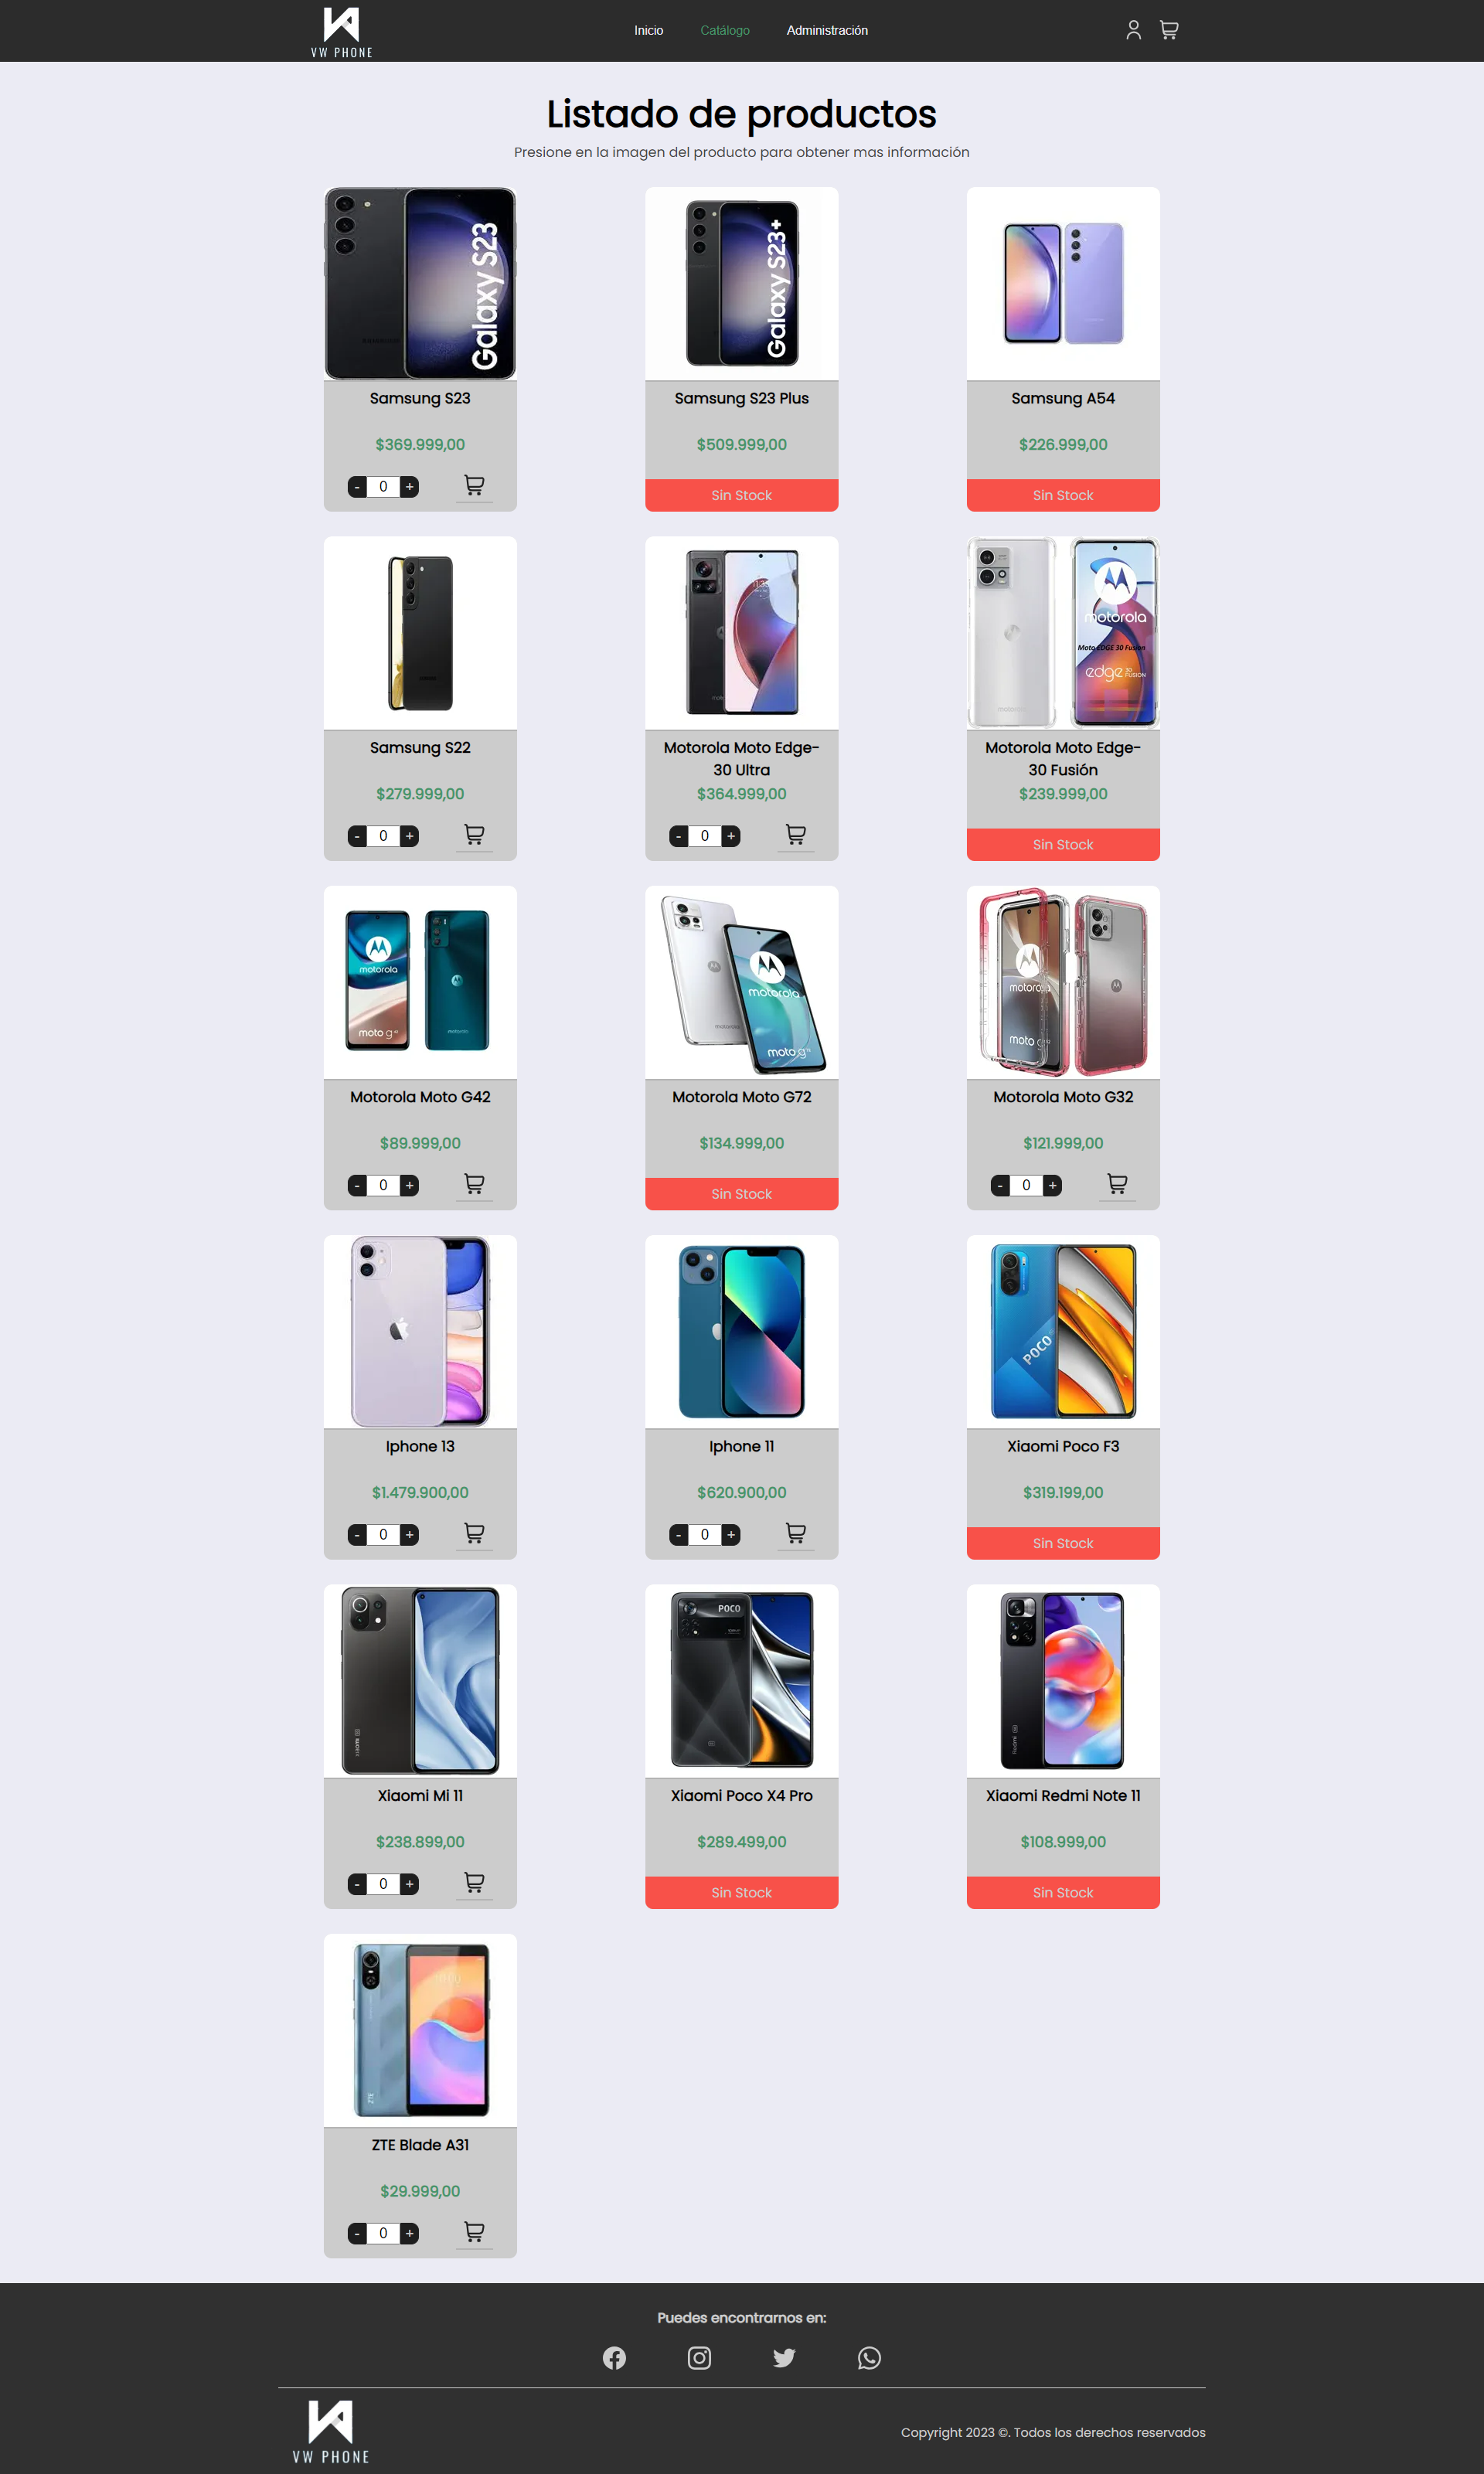 VW PHONE
Inicio
Catálogo
Administración
Listado de productos
Presione en la imagen del producto para obtener mas información
Galaxy S23
Galaxy S23+
Samsung S23
$369.999,00
- 0 +
Samsung S23 Plus
$509.999,00
Sin Stock
Samsung A54
$226.999,00
Sin Stock
motorola
Moto EDGE 30 Fusion
edge 30 FUSION
motorola
Samsung S22
$279.999,00
- 0 +
Motorola Moto Edge-
30 Ultra
$364.999,00
- 0 +
Motorola Moto Edge-
30 Fusión
$239.999,00
Sin Stock
motorola
moto g42
motorola
motorola
moto g72
motorola
moto g
Motorola Moto G42
$89.999,00
- 0 +
Motorola Moto G72
$134.999,00
Sin Stock
Motorola Moto G32
$121.999,00
- 0 +
POCO
Iphone 13
$1.479.900,00
- 0 +
Iphone 11
$620.900,00
- 0 +
Xiaomi Poco F3
$319.199,00
Sin Stock
XIAOMI
POCO
Redmi
Xiaomi Mi 11
$238.899,00
- 0 +
Xiaomi Poco X4 Pro
$289.499,00
Sin Stock
Xiaomi Redmi Note 11
$108.999,00
Sin Stock
ZTE
ZTE Blade A31
$29.999,00
- 0 +
Puedes encontrarnos en:
VW PHONE
Copyright 2023 ©. Todos los derechos reservados